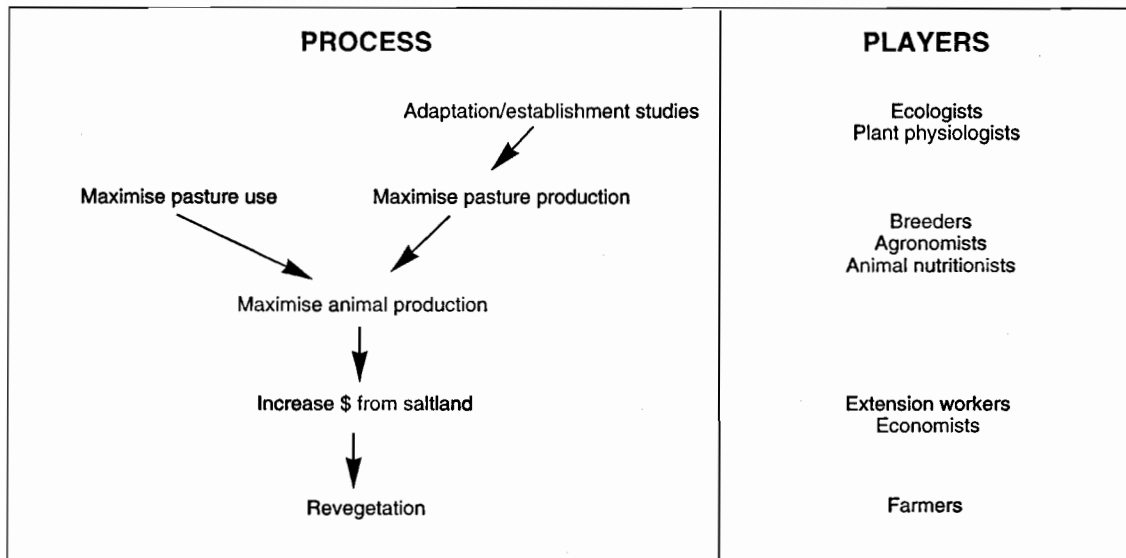 PROCESS
PLAYERS
Adaptation/establishment studies
Ecologists
Plant physiologists
Maximise pasture use
Maximise pasture production
Breeders
Agronomists
Animal nutritionists
Maximise animal production
Increase $ from saltland
Extension workers
Economists
Revegetation
Farmers